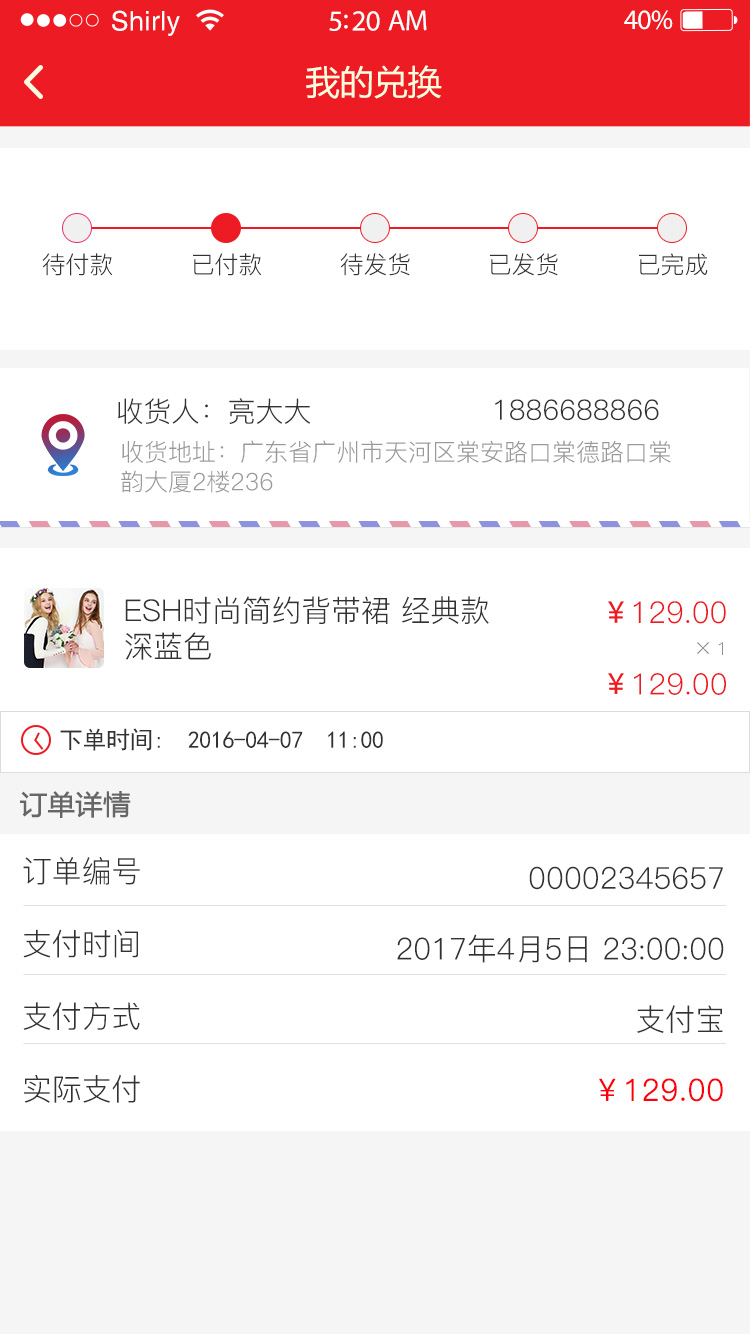 Shirly 5:20 AM 40%
我的兑换
待付款 已付款 待发货 已发货 已完成
收货人：亮大大 1886688866
收货地址：广东省广州市天河区棠安路口棠德路口棠
韵大厦2楼236
ESH时尚简约背带裙 经典款 ¥129.00
深蓝色 ×1
¥129.00
下单时间： 2016-04-07 11:00
订单详情
订单编号 00002345657
支付时间 2017年4月5日 23:00:00
支付方式 支付宝
实际支付 ¥129.00